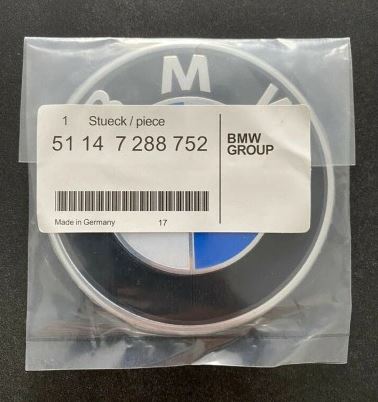 B M W
1 Stueck / piece
51 14 7 288 752
BMW
GROUP
Made in Germany 17